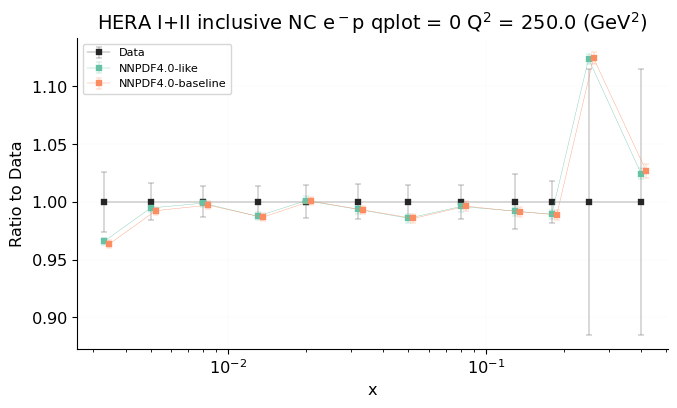 HERA I+II inclusive NC e⁻p qplot = 0 Q² = 250.0 (GeV²)
Data
NNPDF4.0-like
NNPDF4.0-baseline
Ratio to Data
1.10
1.05
1.00
0.95
0.90
10⁻² 10⁻¹
x